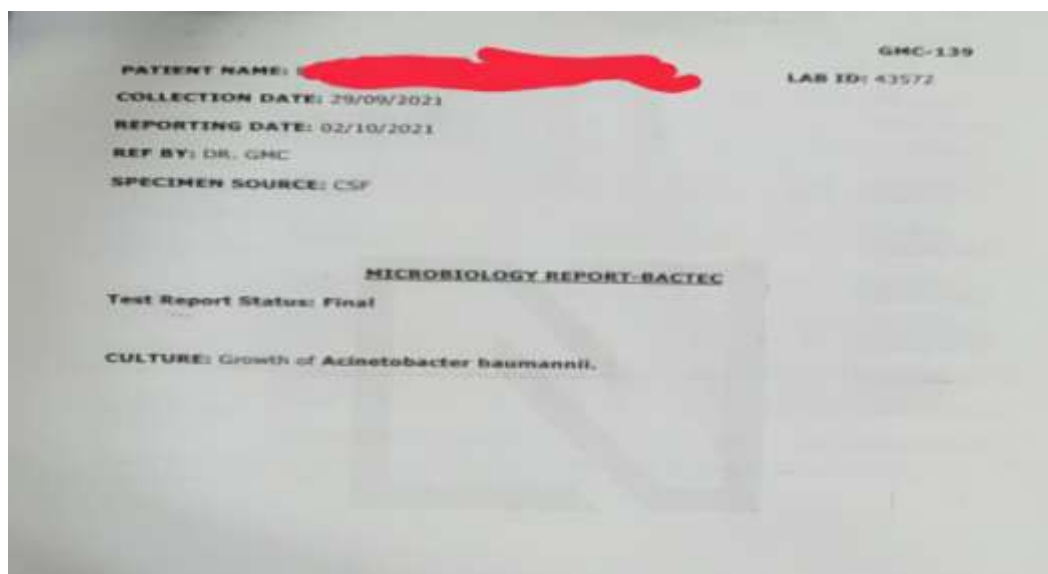 GMC-139
PATIENT NAME:
LAB ID: 43572
COLLECTION DATE: 29/09/2021
REPORTING DATE: 02/10/2021
REF BY: DR. GMC
SPECIMEN SOURCE: CSF
MICROBIOLOGY REPORT-BACTEC
Test Report Status: Final
CULTURE: Growth of Acinetobacter baumannii.